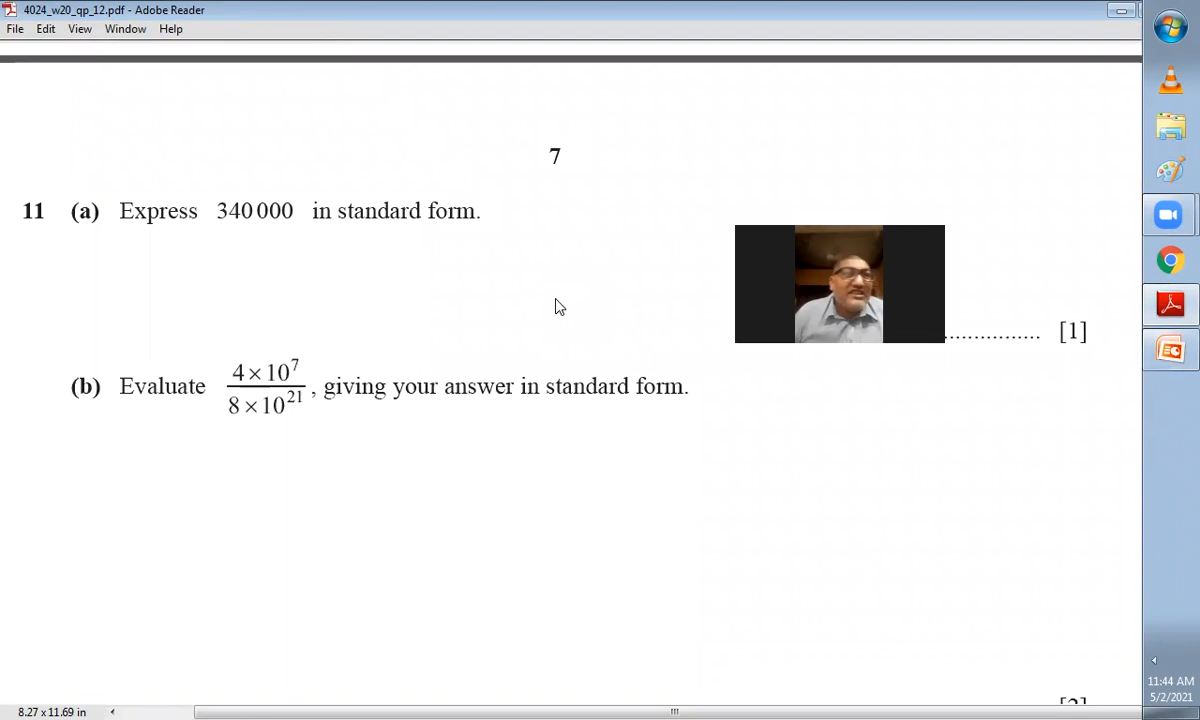 4024_w20_qp_12.pdf - Adobe Reader
File Edit View Window Help
7
11 (a) Express 340 000 in standard form.
................ [1]
(b) Evaluate 4 × 10⁷ / 8 × 10²¹ , giving your answer in standard form.
8.27 x 11.69 in
11:44 AM
5/2/2021